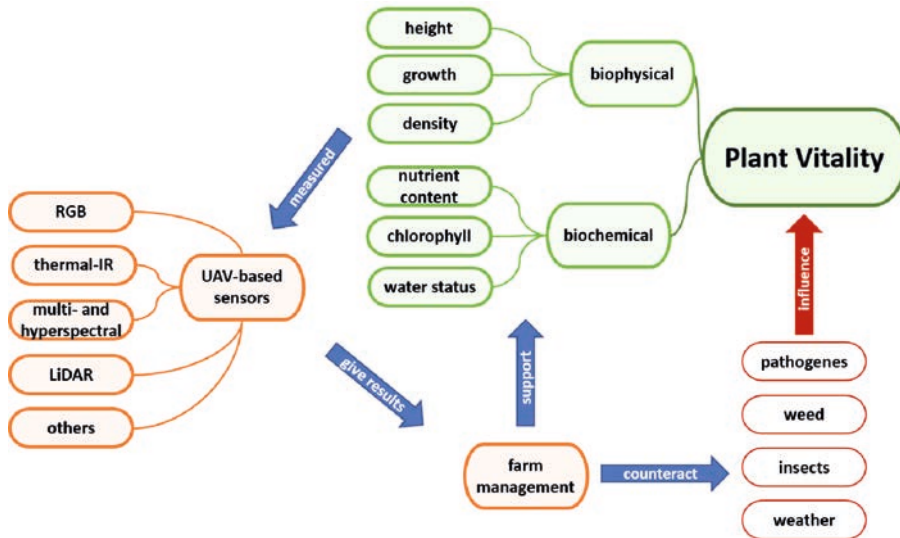 height
growth
density
biophysical
Plant Vitality
measured
nutrient
content
chlorophyll
water status
biochemical
RGB
thermal-IR
multi- and
hyperspectral
LiDAR
others
UAV-based
sensors
give results
support
influence
farm
management
counteract
pathogenes
weed
insects
weather